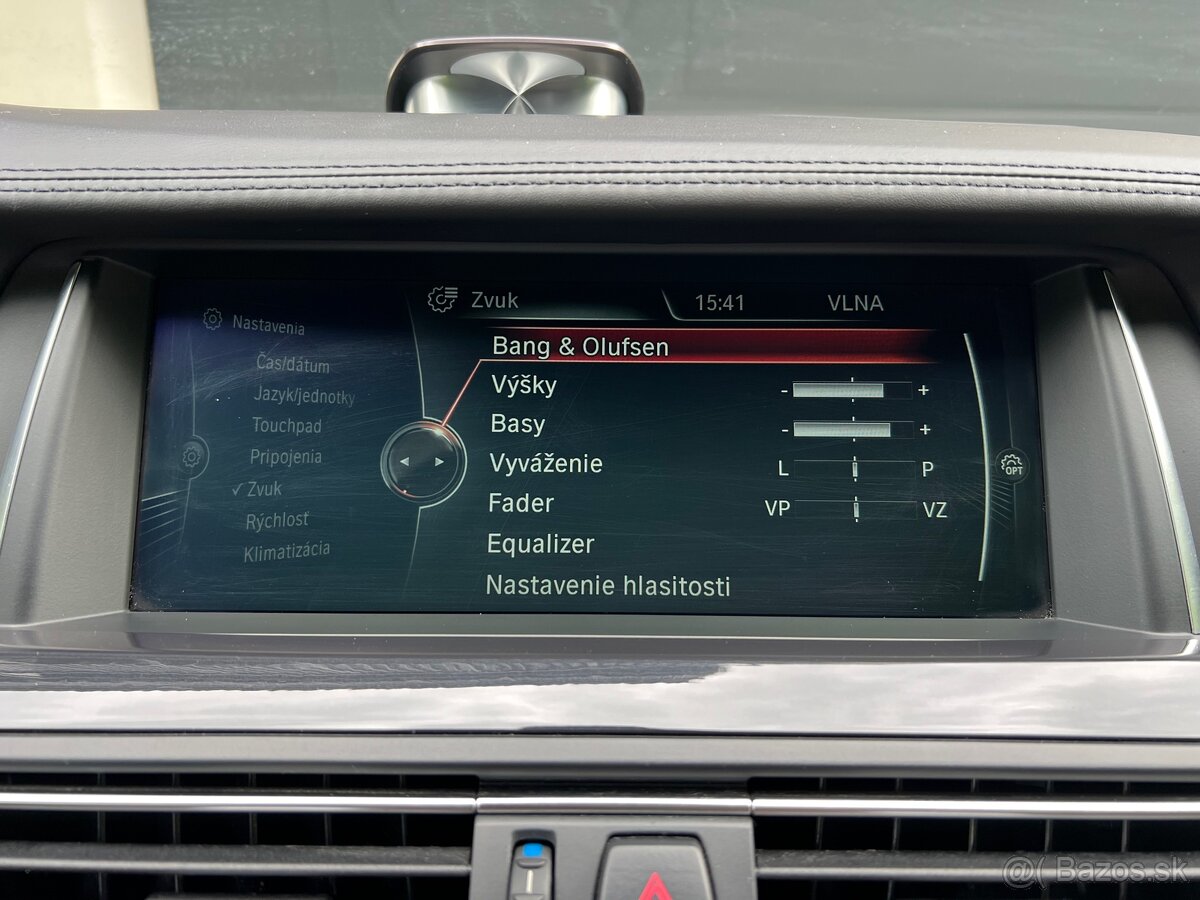 Zvuk 15:41 VLNA
Nastavenia
Čas/dátum
Jazyk/jednotky
Touchpad
Pripojenia
✓ Zvuk
Rýchlosť
Klimatizácia
Bang & Olufsen
Výšky - +
Basy - +
Vyváženie L P
Fader VP VZ
Equalizer
Nastavenie hlasitosti
OPT
@( Bazos.sk